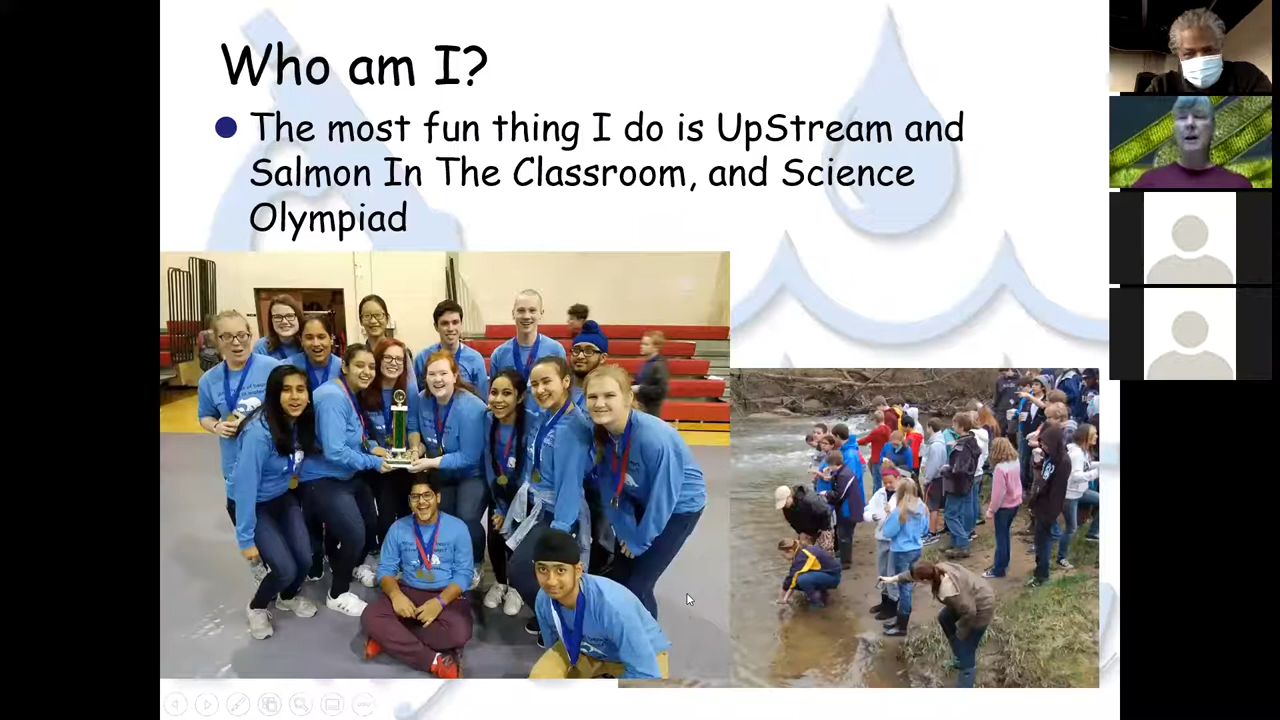 Who am I?
The most fun thing I do is UpStream and
Salmon In The Classroom, and Science
Olympiad